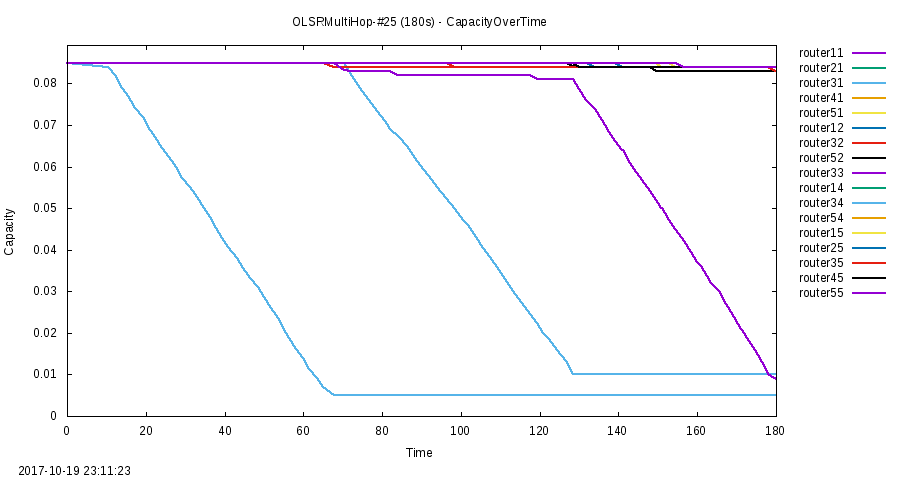 OLSRMultiHop-#25 (180s) - CapacityOverTime
router11
router21
router31
router41
router51
router12
router32
router52
router33
router14
router34
router54
router15
router25
router35
router45
router55
0.08
0.07
0.06
0.05
0.04
0.03
0.02
0.01
0
Capacity
0 20 40 60 80 100 120 140 160 180
Time
2017-10-19 23:11:23